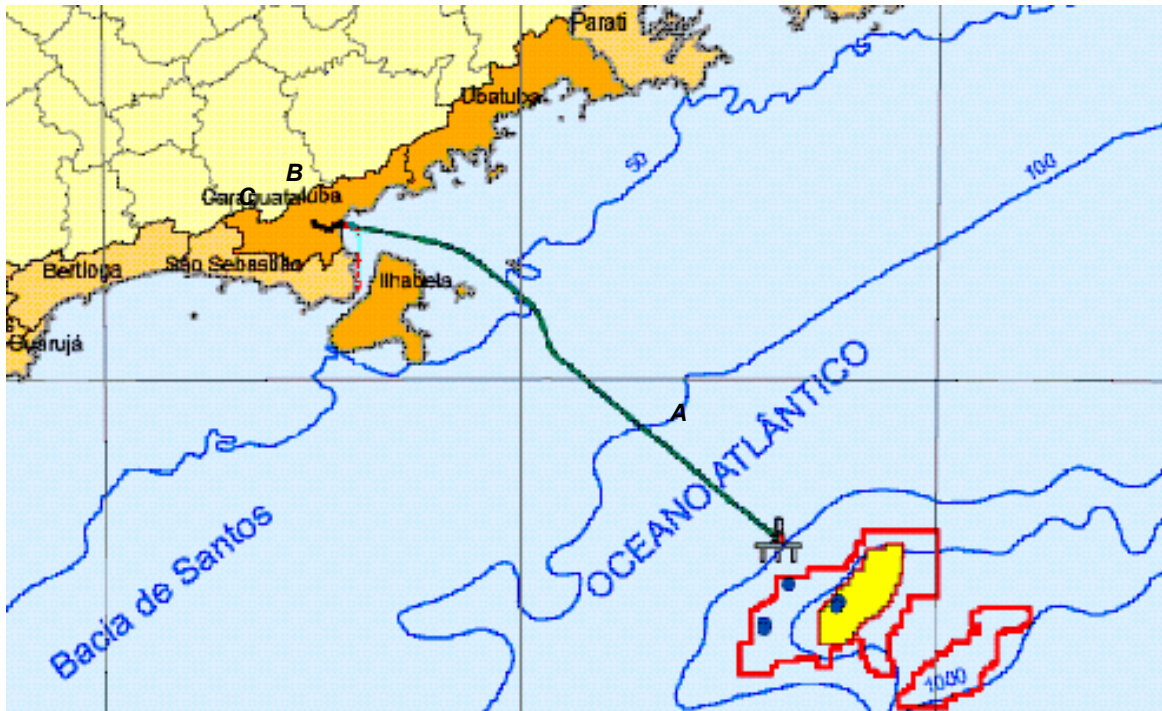 Parati
Ubatuba
50
100
B
C
Caraguatatuba
Bertioga
São Sebastião
Ilhabela
Guarujá
A
OCEANO ATLÂNTICO
Bacia de Santos
1000